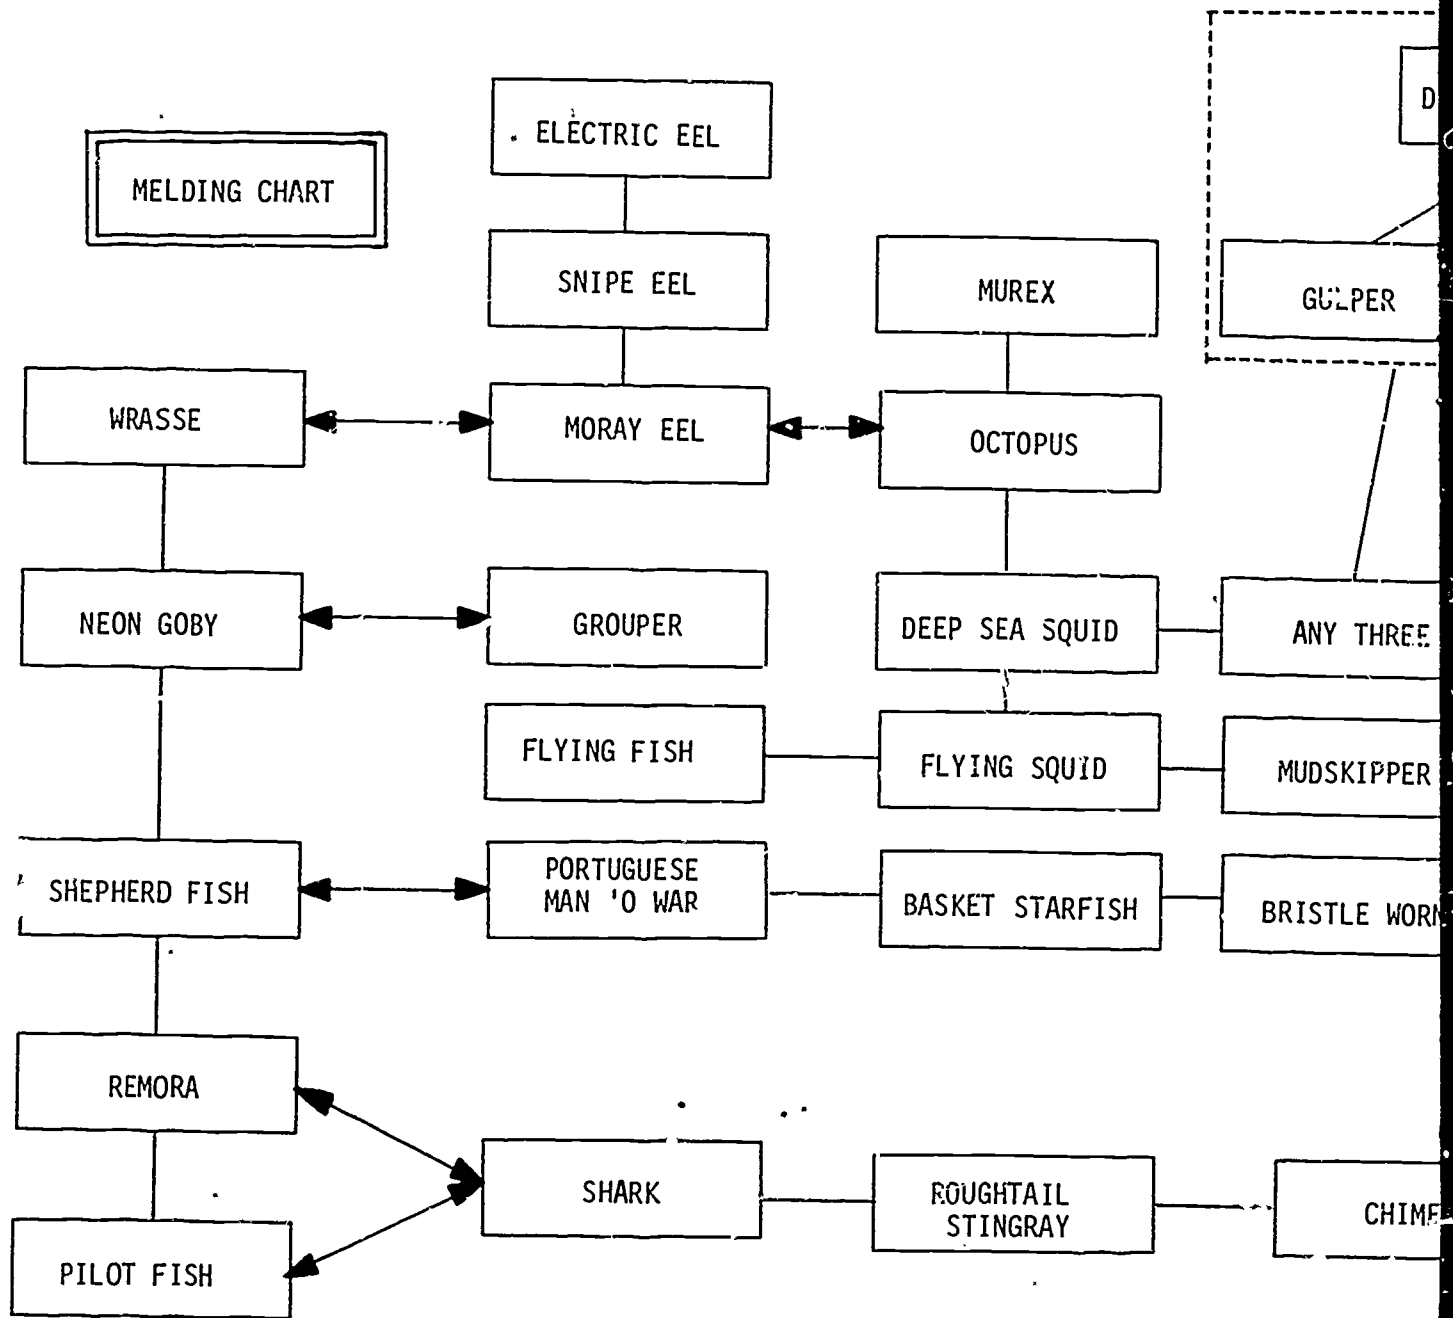 D
ELECTRIC EEL
MELDING CHART
SNIPE EEL
MUREX
GULPER
WRASSE
MORAY EEL
OCTOPUS
NEON GOBY
GROUPER
DEEP SEA SQUID
ANY THREE
FLYING FISH
FLYING SQUID
MUDSKIPPER
SHEPHERD FISH
PORTUGUESE
MAN 'O WAR
BASKET STARFISH
BRISTLE WORM
REMORA
SHARK
ROUGHTAIL
STINGRAY
CHIME
PILOT FISH